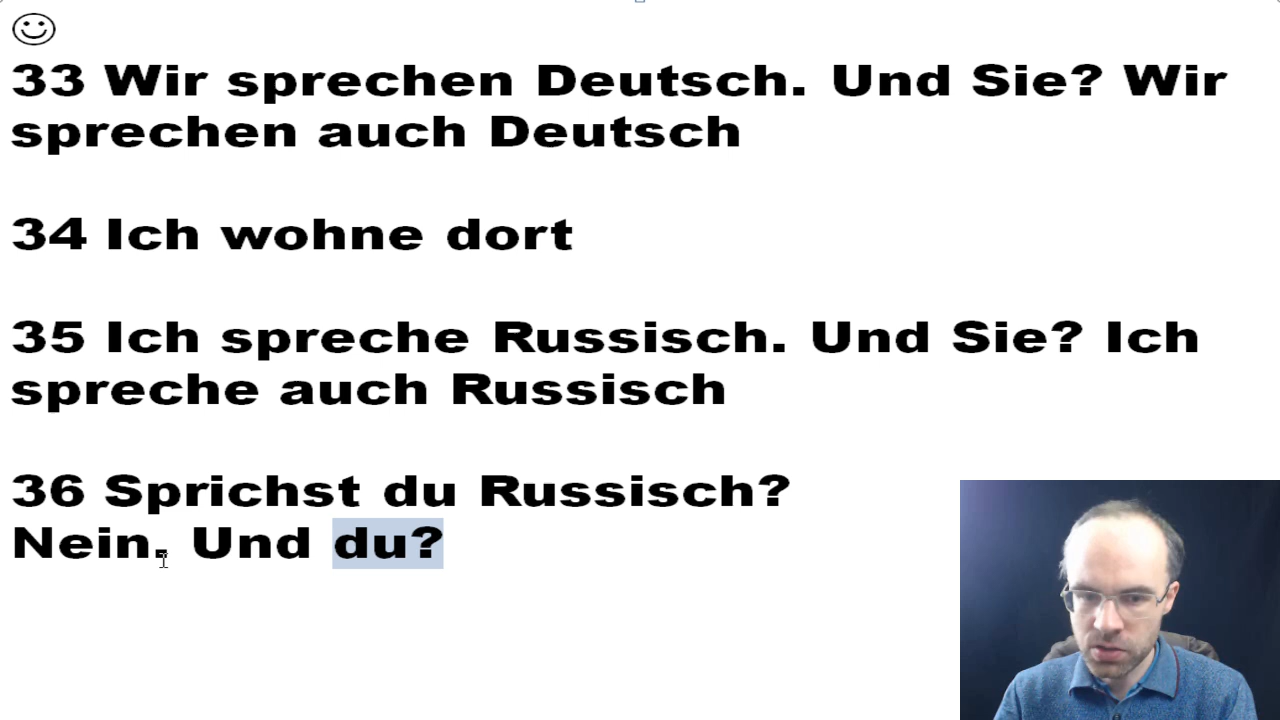 33 Wir sprechen Deutsch. Und Sie? Wir
sprechen auch Deutsch
34 Ich wohne dort
35 Ich spreche Russisch. Und Sie? Ich
spreche auch Russisch
36 Sprichst du Russisch?
Nein. Und du?